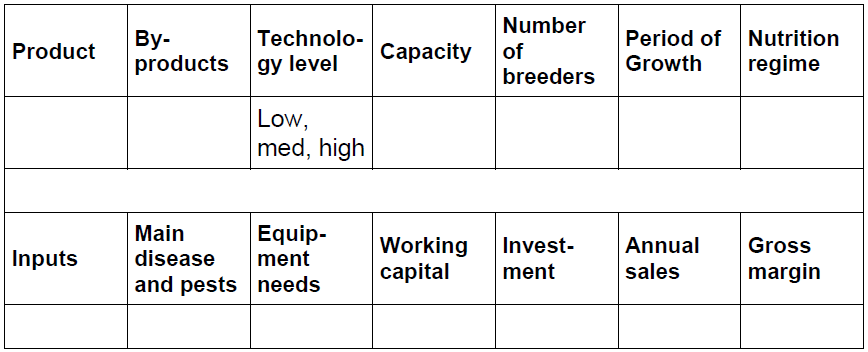 Product
By-
products
Technolo-
gy level
Capacity
Number
of
breeders
Period of
Growth
Nutrition
regime
Low,
med, high
Inputs
Main
disease
and pests
Equip-
ment
needs
Working
capital
Invest-
ment
Annual
sales
Gross
margin